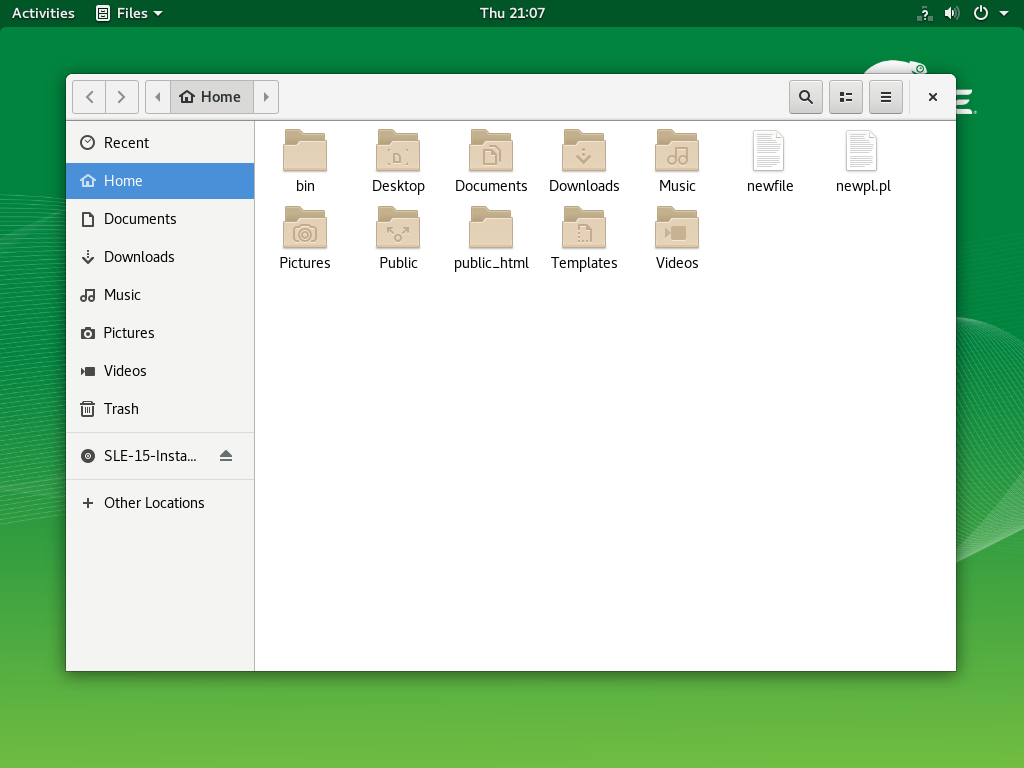 Activities Files Thu 21:07
Home
Recent
Home
Documents
Downloads
Music
Pictures
Videos
Trash
SLE-15-Insta...
Other Locations
bin Desktop Documents Downloads Music newfile newpl.pl
Pictures Public public_html Templates Videos